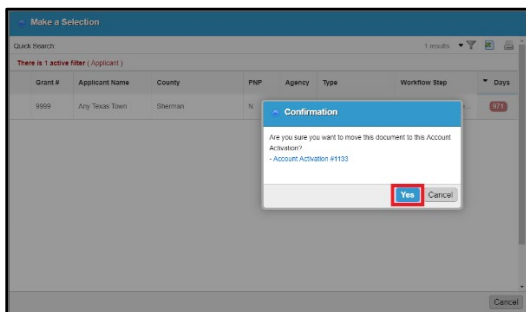 Make a Selection
Quick Search
1 results
There is 1 active filter ( Applicant )
Grant # Applicant Name County PNP Agency Type Workflow Step Days
9999 Any Texas Town Sherman N 971
Confirmation
Are you sure you want to move this document to this Account
Activation?
- Account Activation #1133
Yes Cancel
Cancel